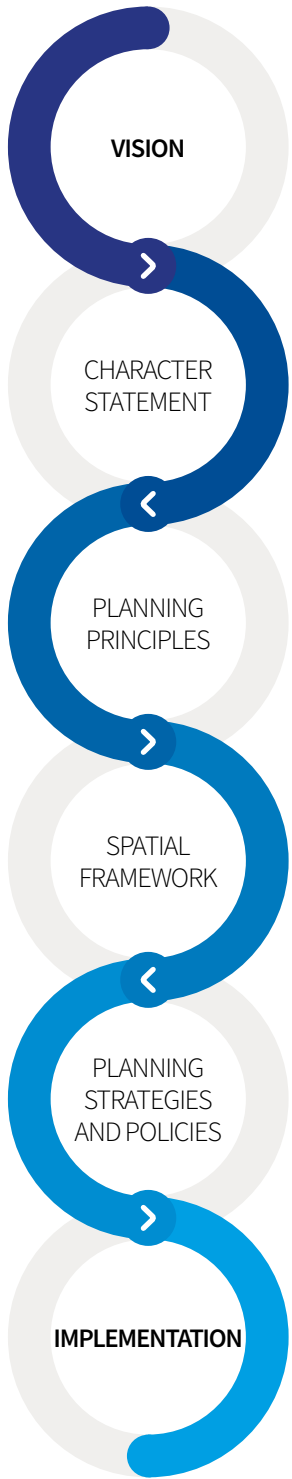 VISION
CHARACTER
STATEMENT
PLANNING
PRINCIPLES
SPATIAL
FRAMEWORK
PLANNING
STRATEGIES
AND POLICIES
IMPLEMENTATION